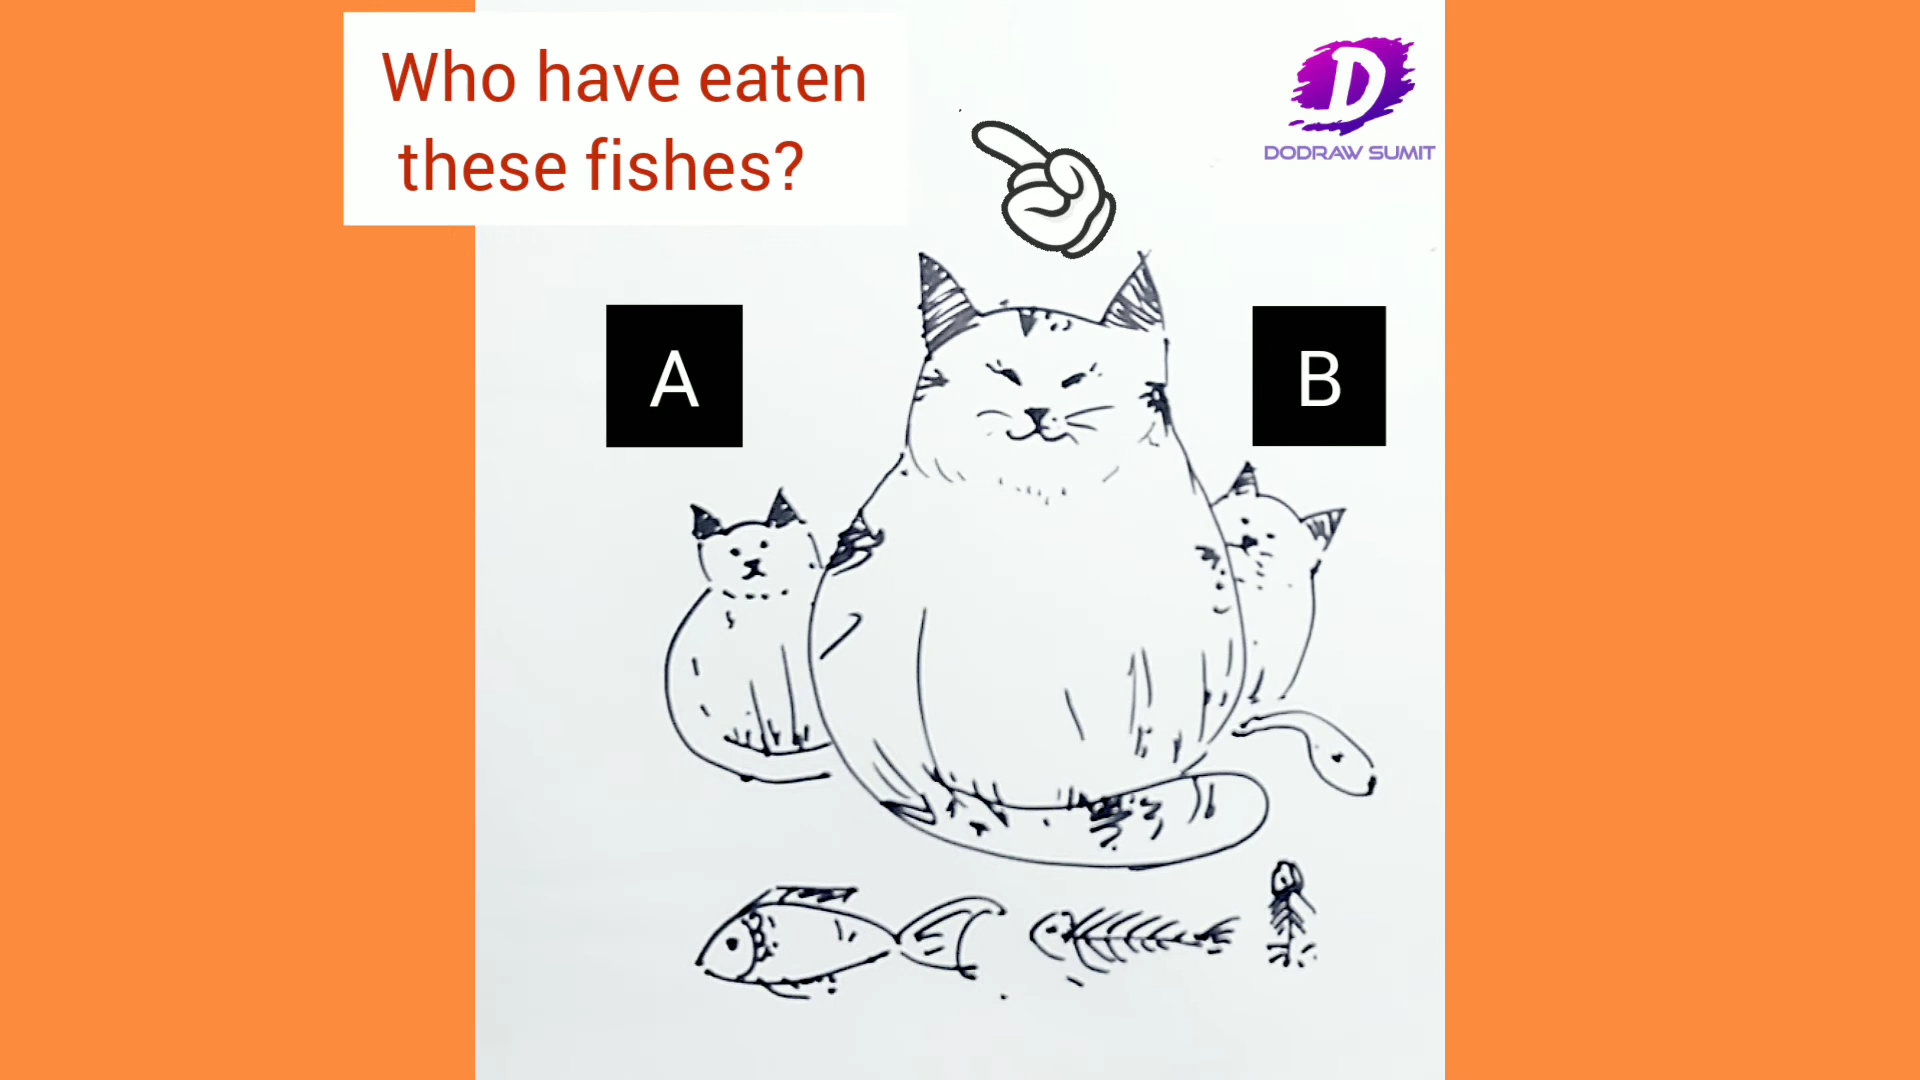 Who have eaten
these fishes?
D
DODRAW SUMIT
A
B